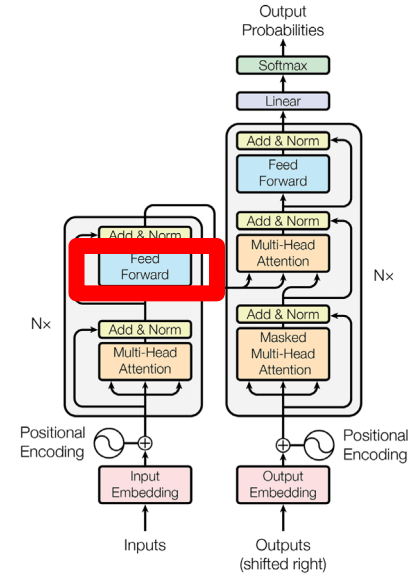 Output
Probabilities
Softmax
Linear
Add & Norm
Feed
Forward
Add & Norm
Multi-Head
Attention
Nx
Add & Norm
Masked
Multi-Head
Attention
Positional
Encoding
Output
Embedding
Outputs
(shifted right)
Add & Norm
Feed
Forward
Nx
Add & Norm
Multi-Head
Attention
Positional
Encoding
Input
Embedding
Inputs